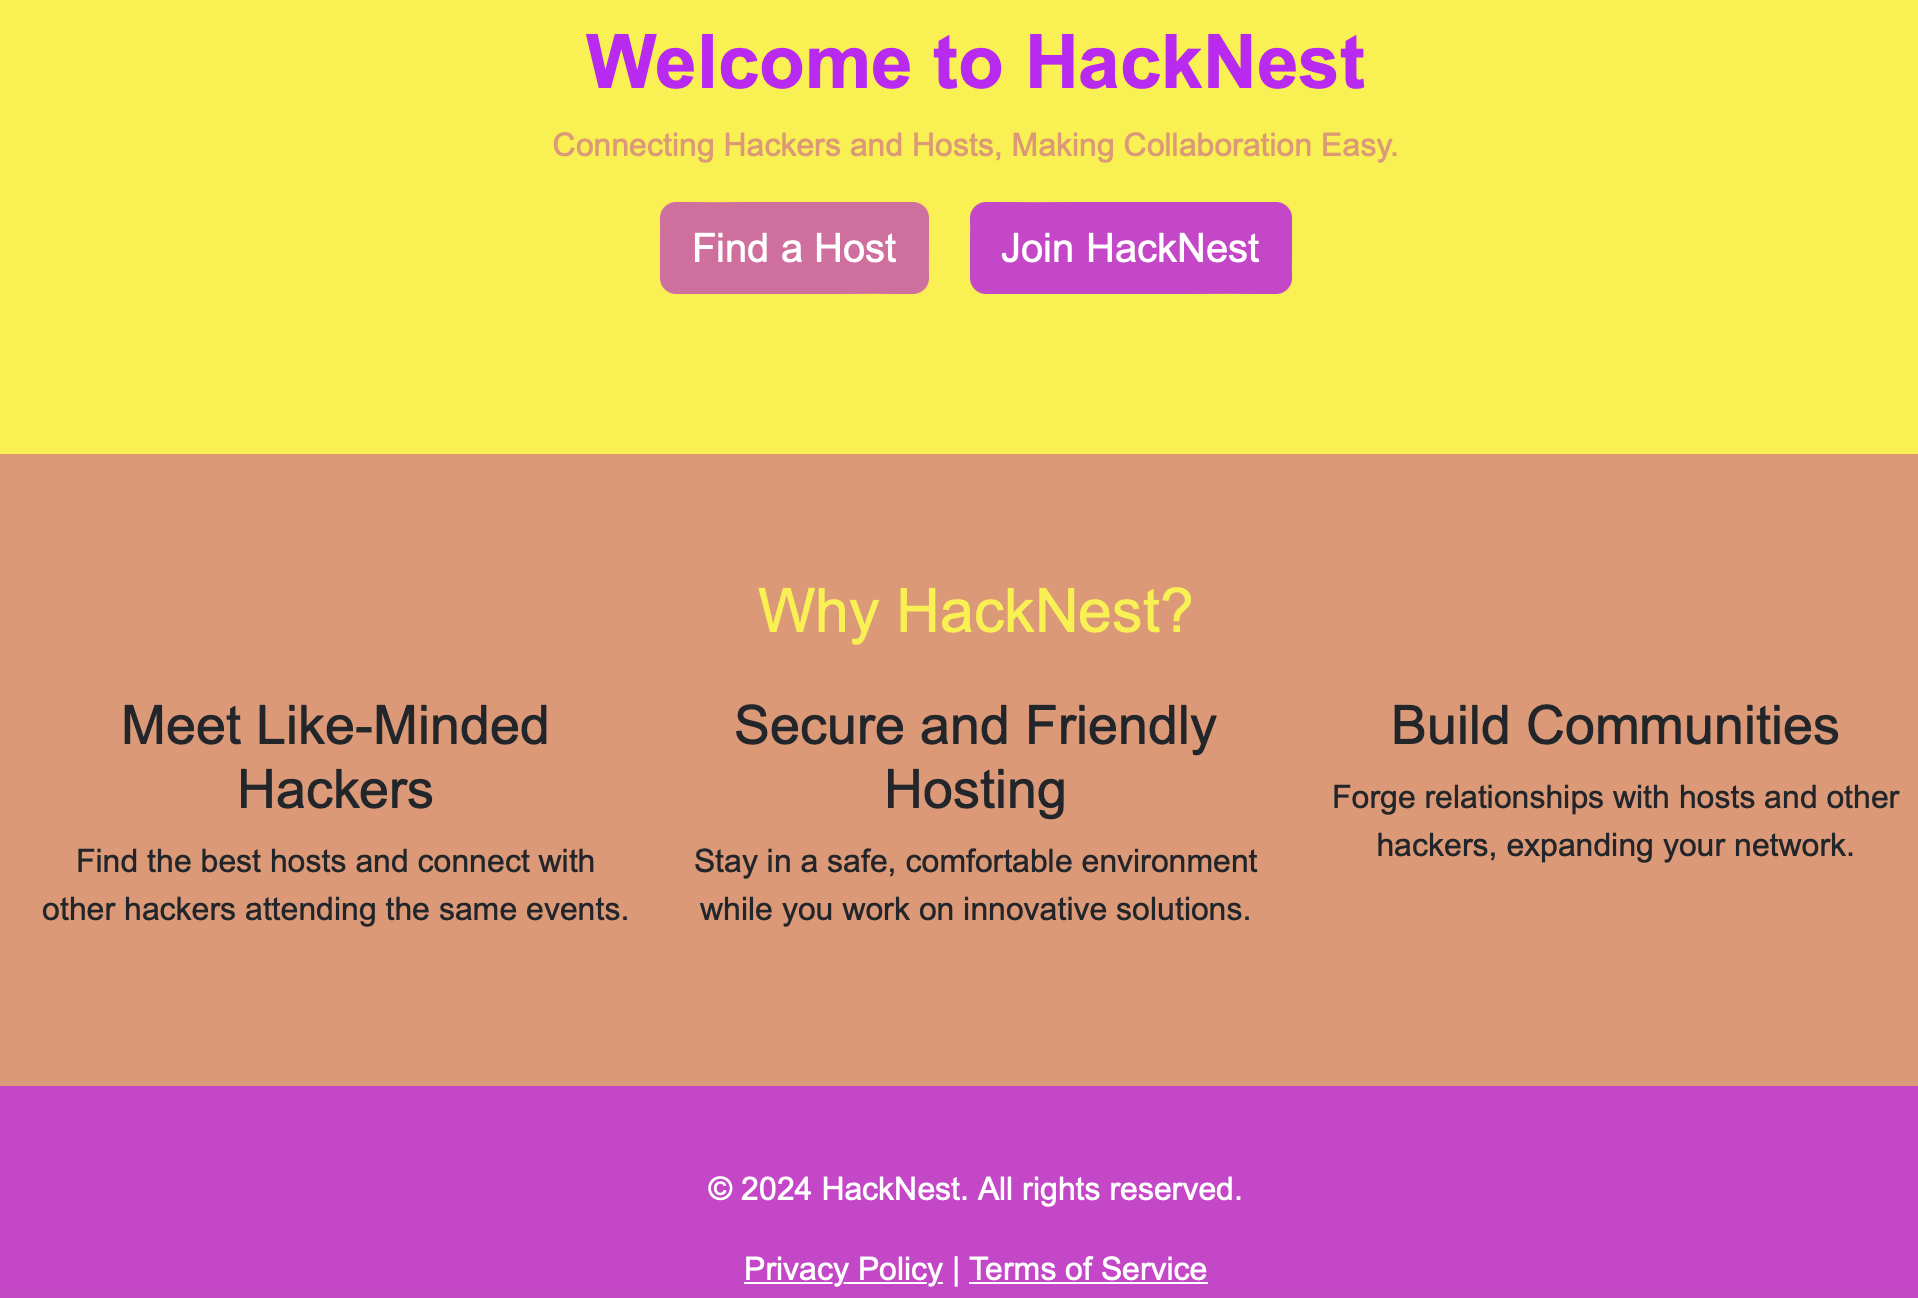 Welcome to HackNest
Connecting Hackers and Hosts, Making Collaboration Easy.
Find a Host
Join HackNest
Why HackNest?
Meet Like-Minded
Hackers
Find the best hosts and connect with
other hackers attending the same events.
Secure and Friendly
Hosting
Stay in a safe, comfortable environment
while you work on innovative solutions.
Build Communities
Forge relationships with hosts and other
hackers, expanding your network.
© 2024 HackNest. All rights reserved.
Privacy Policy | Terms of Service